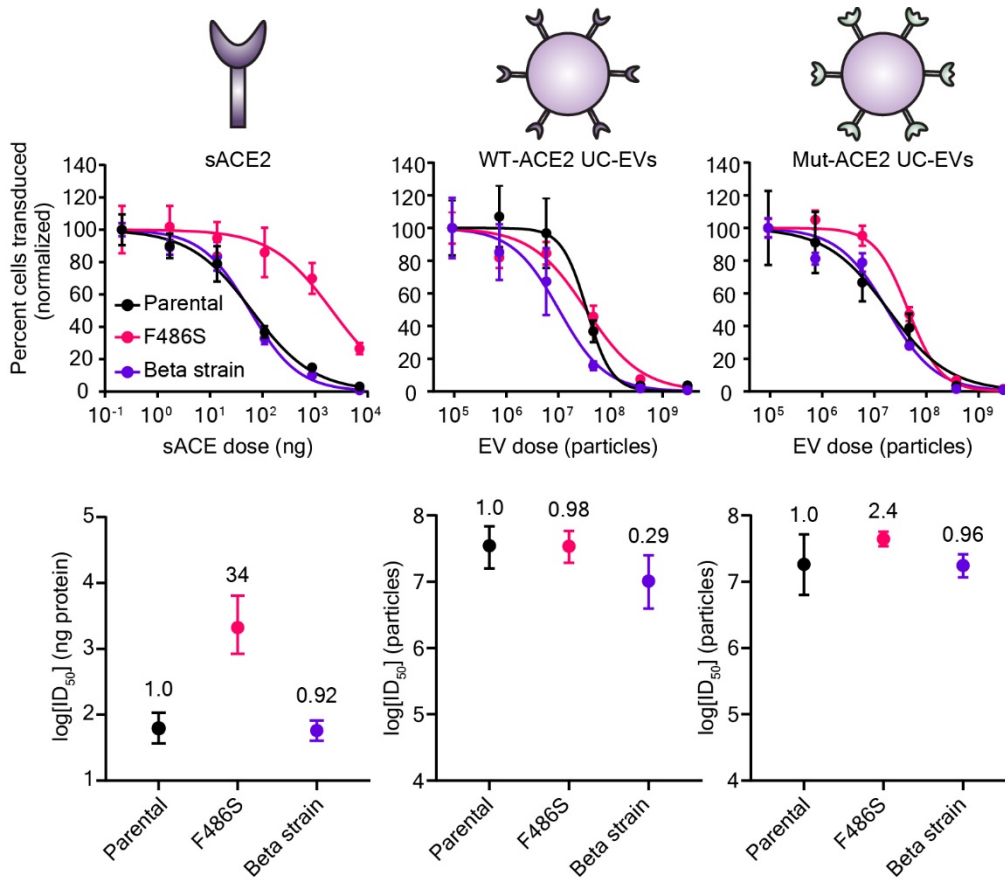 sACE2
WT-ACE2 UC-EVs
Mut-ACE2 UC-EVs
Percent cells transduced
(normalized)
140
120
100
80
60
40
20
0
Parental
F486S
Beta strain
10⁻¹ 10⁰ 10¹ 10² 10³ 10⁴
sACE dose (ng)
140
120
100
80
60
40
20
0
10⁵ 10⁶ 10⁷ 10⁸ 10⁹
EV dose (particles)
140
120
100
80
60
40
20
0
10⁵ 10⁶ 10⁷ 10⁸ 10⁹
EV dose (particles)
log[ID₅₀] (ng protein)
5
4
3
2
1
1.0
34
0.92
Parental
F486S
Beta strain
log[ID₅₀] (particles)
8
7
6
5
4
1.0
0.98
0.29
Parental
F486S
Beta strain
log[ID₅₀] (particles)
8
7
6
5
4
1.0
2.4
0.96
Parental
F486S
Beta strain